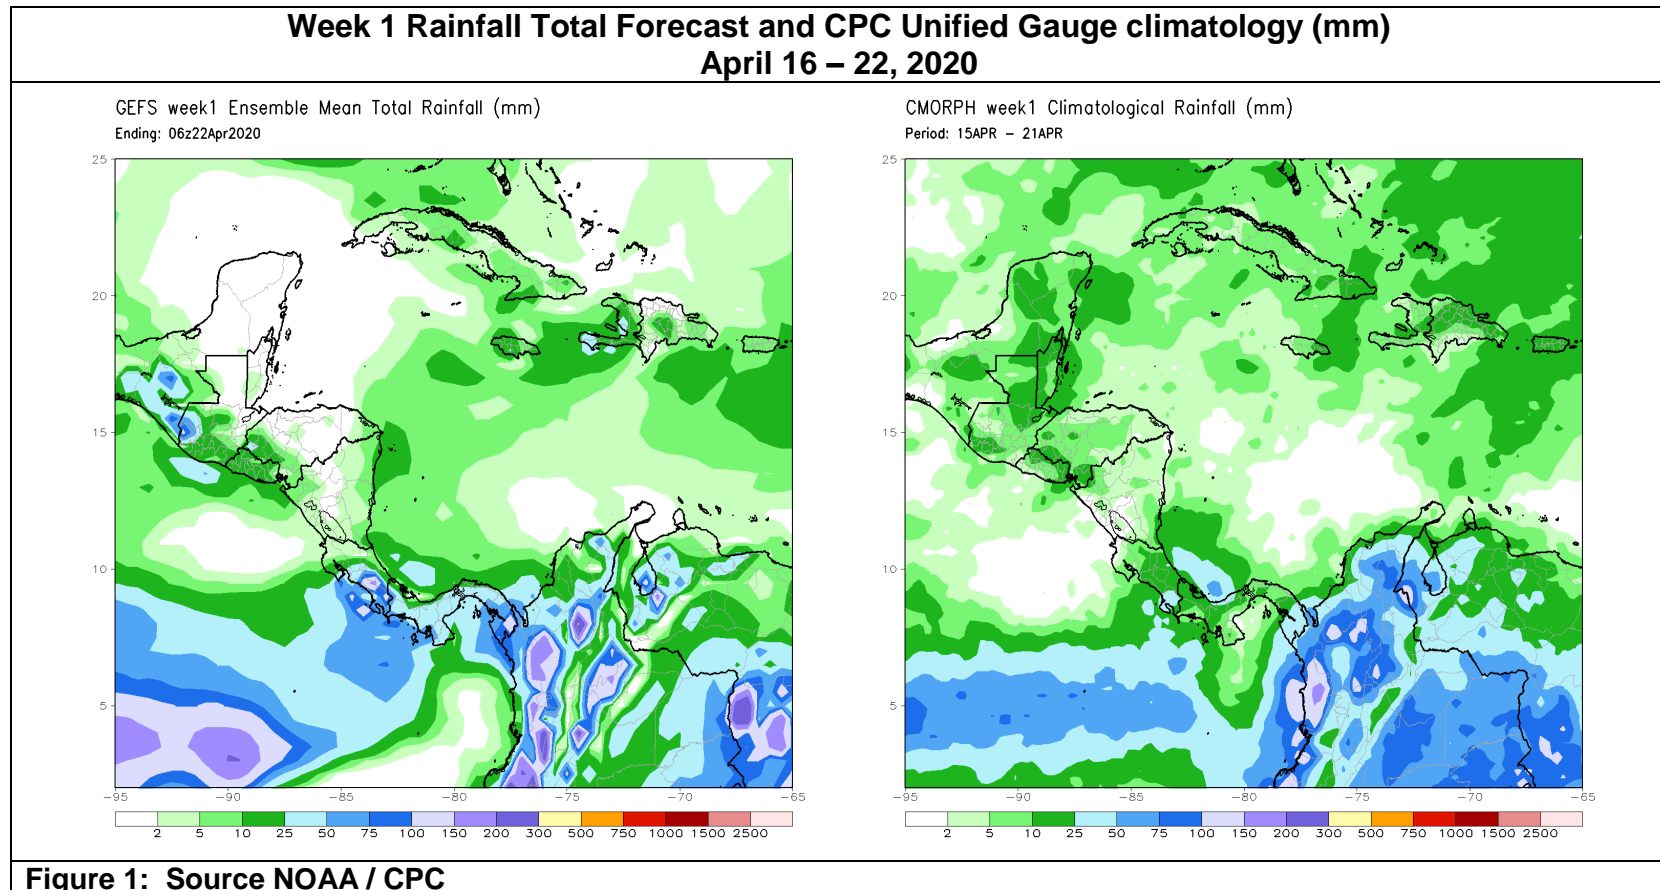 Week 1 Rainfall Total Forecast and CPC Unified Gauge climatology (mm)
April 16 – 22, 2020
GEFS week1 Ensemble Mean Total Rainfall (mm)
Ending: 06z22Apr2020
25
20
15
10
5
-95 -90 -85 -80 -75 -70 -65
2 5 10 25 50 75 100 150 200 300 500 750 1000 1500 2500
CMORPH week1 Climatological Rainfall (mm)
Period: 15APR - 21APR
25
20
15
10
5
-95 -90 -85 -80 -75 -70 -65
2 5 10 25 50 75 100 150 200 300 500 750 1000 1500 2500
Figure 1: Source NOAA / CPC